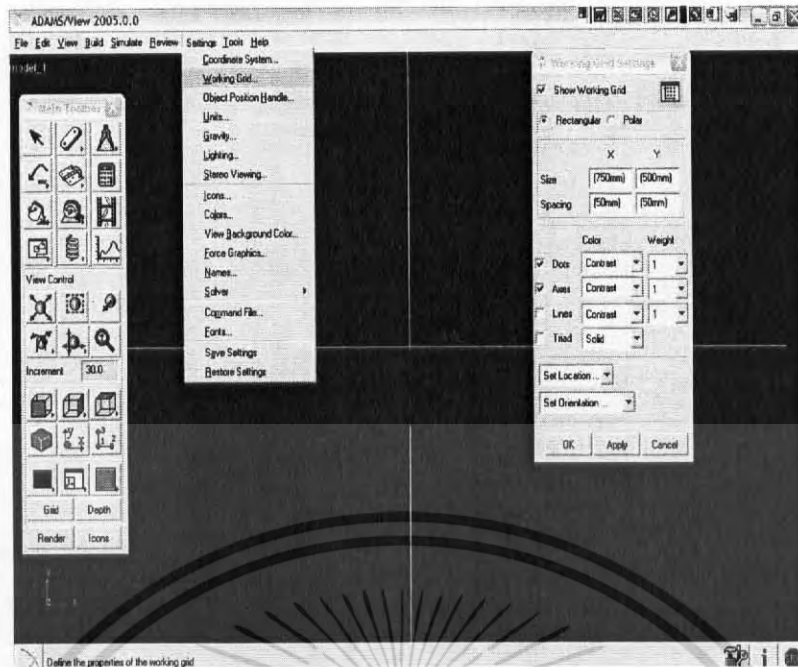 ADAMS/View 2005.0.0
File Edit View Build Simulate Review Settings Tools Help
model_1
Main Toolbox
View Control
Increment 30.0
Grid Depth
Render Icons
Coordinate System...
Working Grid...
Object Position Handle...
Units...
Gravity...
Lighting...
Stereo Viewing...
Icons...
Colors...
View Background Color...
Force Graphics...
Names...
Solver
Command File...
Fonts...
Save Settings
Restore Settings
Working Grid Settings
Show Working Grid
Rectangular Polar
X Y
Size (750mm) (500mm)
Spacing (50mm) (50mm)
Color Weight
Dots Contrast 1
Axes Contrast 1
Lines Contrast 1
Triad Solid
Set Location ...
Set Orientation ...
OK Apply Cancel
Define the properties of the working grid